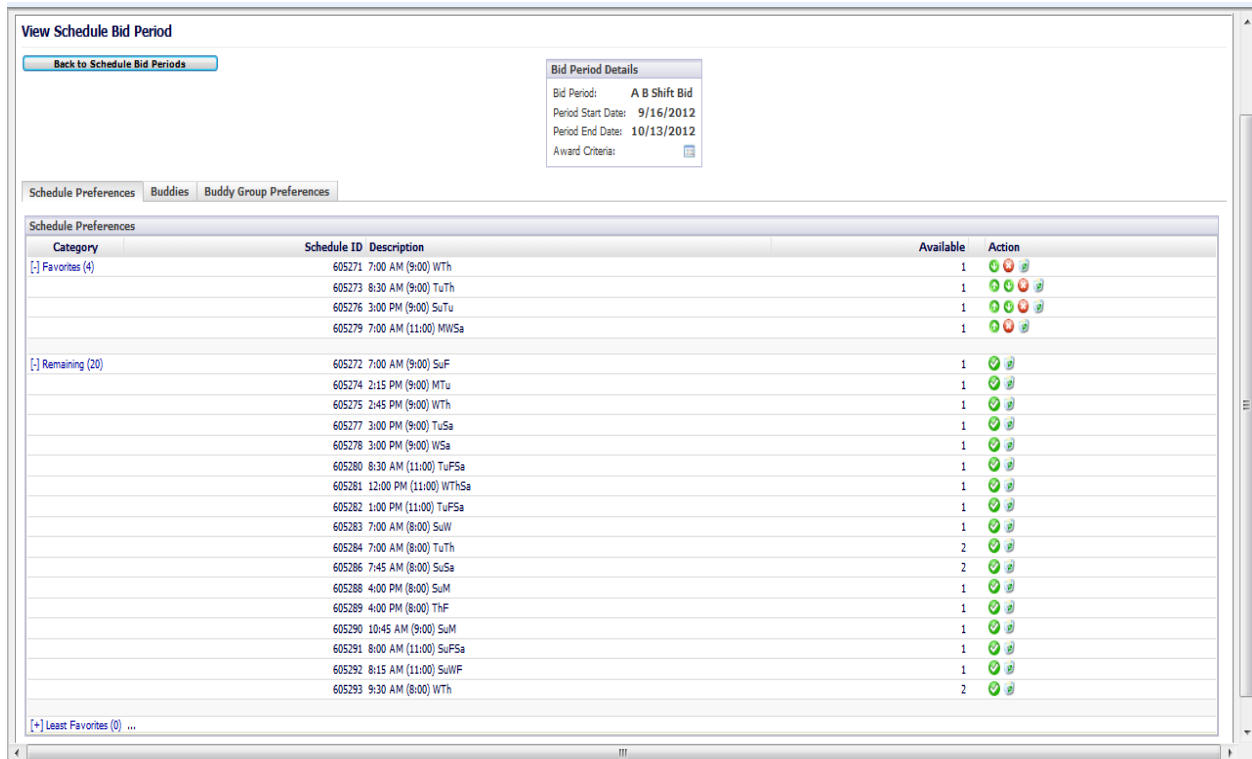 View Schedule Bid Period
Back to Schedule Bid Periods
Bid Period Details
Bid Period: A B Shift Bid
Period Start Date: 9/16/2012
Period End Date: 10/13/2012
Award Criteria:
Schedule Preferences Buddies Buddy Group Preferences
Schedule Preferences
Category Schedule ID Description Available Action
[-] Favorites (4) 605271 7:00 AM (9:00) WTh 1
605273 8:30 AM (9:00) TuTh 1
605276 3:00 PM (9:00) SuTu 1
605279 7:00 AM (11:00) MWSa 1
[-] Remaining (20) 605272 7:00 AM (9:00) SuF 1
605274 2:15 PM (9:00) MTu 1
605275 2:45 PM (9:00) WTh 1
605277 3:00 PM (9:00) TuSa 1
605278 3:00 PM (9:00) WSa 1
605280 8:30 AM (11:00) TuFSa 1
605281 12:00 PM (11:00) WThSa 1
605282 1:00 PM (11:00) TuFSa 1
605283 7:00 AM (8:00) SuW 1
605284 7:00 AM (8:00) TuTh 2
605286 7:45 AM (8:00) SuSa 2
605288 4:00 PM (8:00) SuM 1
605289 4:00 PM (8:00) ThF 1
605290 10:45 AM (9:00) SuM 1
605291 8:00 AM (11:00) SuFSa 1
605292 8:15 AM (11:00) SuWF 1
605293 9:30 AM (8:00) WTh 2
[+] Least Favorites (0) ...